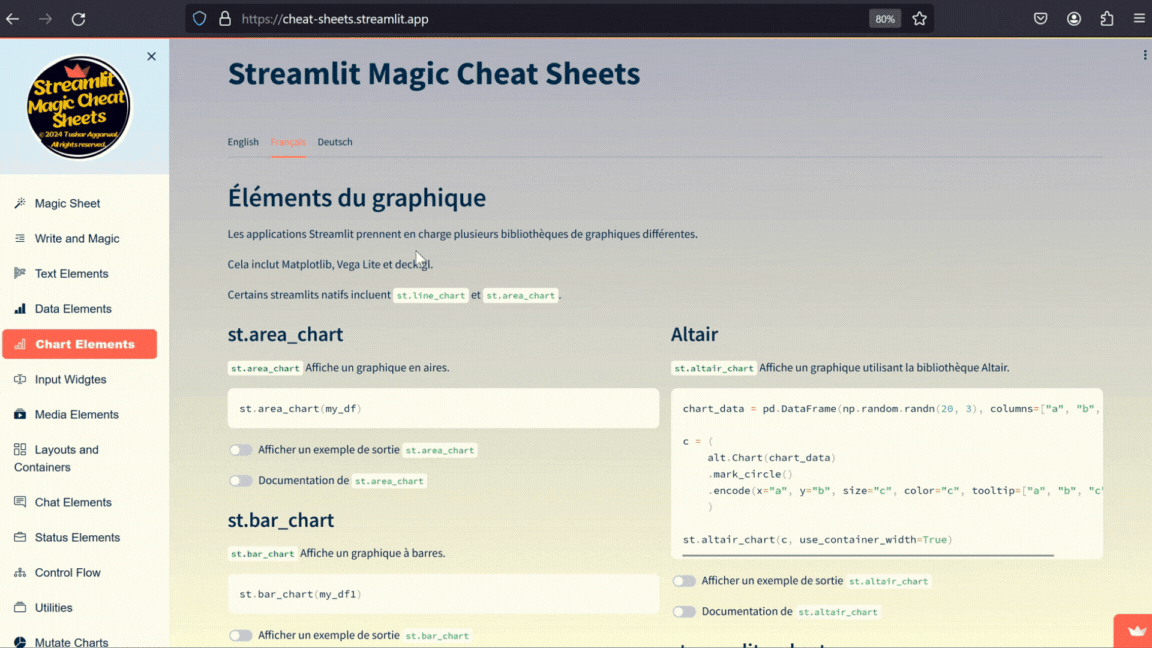 https://cheat-sheets.streamlit.app
80%
Streamlit
Magic Cheat
Sheets
© 2024 Tushar Aggarwal.
All rights reserved.
Magic Sheet
Write and Magic
Text Elements
Data Elements
Chart Elements
Input Widgtes
Media Elements
Layouts and
Containers
Chat Elements
Status Elements
Control Flow
Utilities
Mutate Charts
Streamlit Magic Cheat Sheets
English Français Deutsch
Éléments du graphique
Les applications Streamlit prennent en charge plusieurs bibliothèques de graphiques différentes.
Cela inclut Matplotlib, Vega Lite et deck.gl.
Certains streamlits natifs incluent st.line_chart et st.area_chart.
st.area_chart
st.area_chart Affiche un graphique en aires.
st.area_chart(my_df)
Afficher un exemple de sortie st.area_chart
Documentation de st.area_chart
st.bar_chart
st.bar_chart Affiche un graphique à barres.
st.bar_chart(my_df1)
Afficher un exemple de sortie st.bar_chart
Altair
st.altair_chart Affiche un graphique utilisant la bibliothèque Altair.
chart_data = pd.DataFrame(np.random.randn(20, 3), columns=["a", "b",
c = (
alt.Chart(chart_data)
.mark_circle()
.encode(x="a", y="b", size="c", color="c", tooltip=["a", "b", "c"
)
st.altair_chart(c, use_container_width=True)
Afficher un exemple de sortie st.altair_chart
Documentation de st.altair_chart